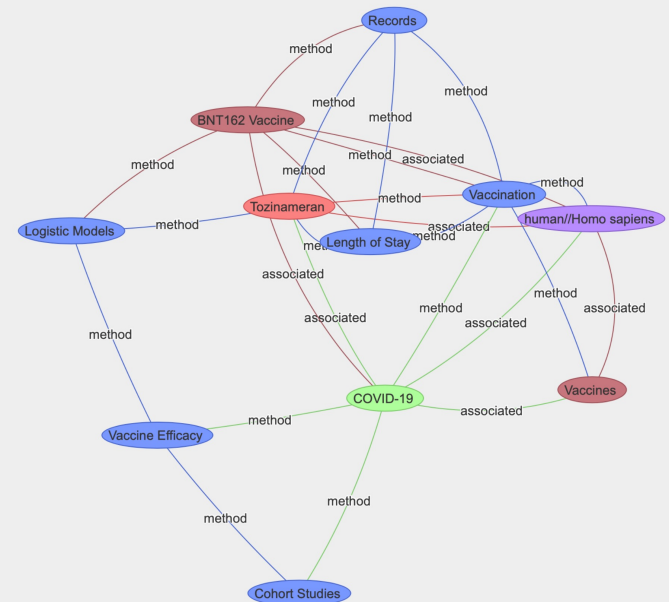 Records
method
method
method
method
BNT162 Vaccine
method
associated
method
method
method
Vaccination
method
Tozinameran
human//Homo sapiens
method
associated
Logistic Models
Length of Stay
method
associated
method
associated
method
associated
associated
method
COVID-19
Vaccines
associated
method
Vaccine Efficacy
method
method
Cohort Studies